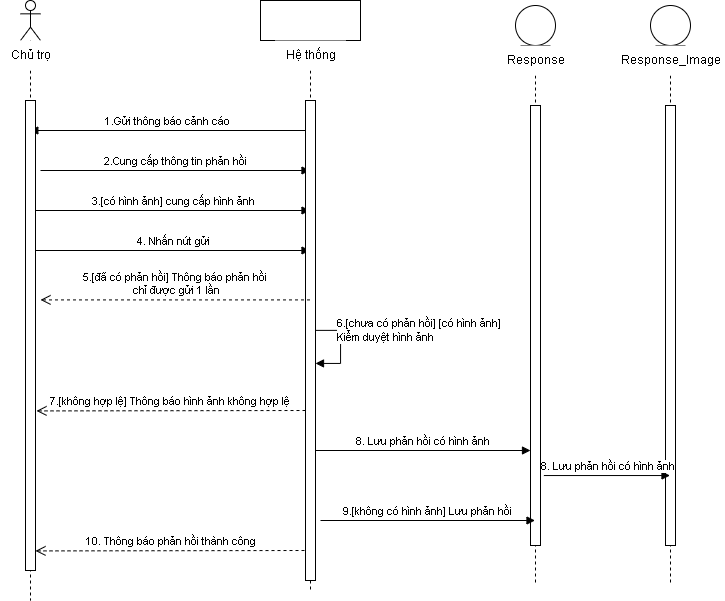 Chủ trọ
Hệ thống
Response
Response_Image
1.Gửi thông báo cảnh cáo
2.Cung cấp thông tin phản hồi
3.[có hình ảnh] cung cấp hình ảnh
4. Nhấn nút gửi
5.[đã có phản hồi] Thông báo phản hồi
chỉ được gửi 1 lần
6.[chưa có phản hồi] [có hình ảnh]
Kiểm duyệt hình ảnh
7.[không hợp lệ] Thông báo hình ảnh không hợp lệ
8. Lưu phản hồi có hình ảnh
8. Lưu phản hồi có hình ảnh
9.[không có hình ảnh] Lưu phản hồi
10. Thông báo phản hồi thành công